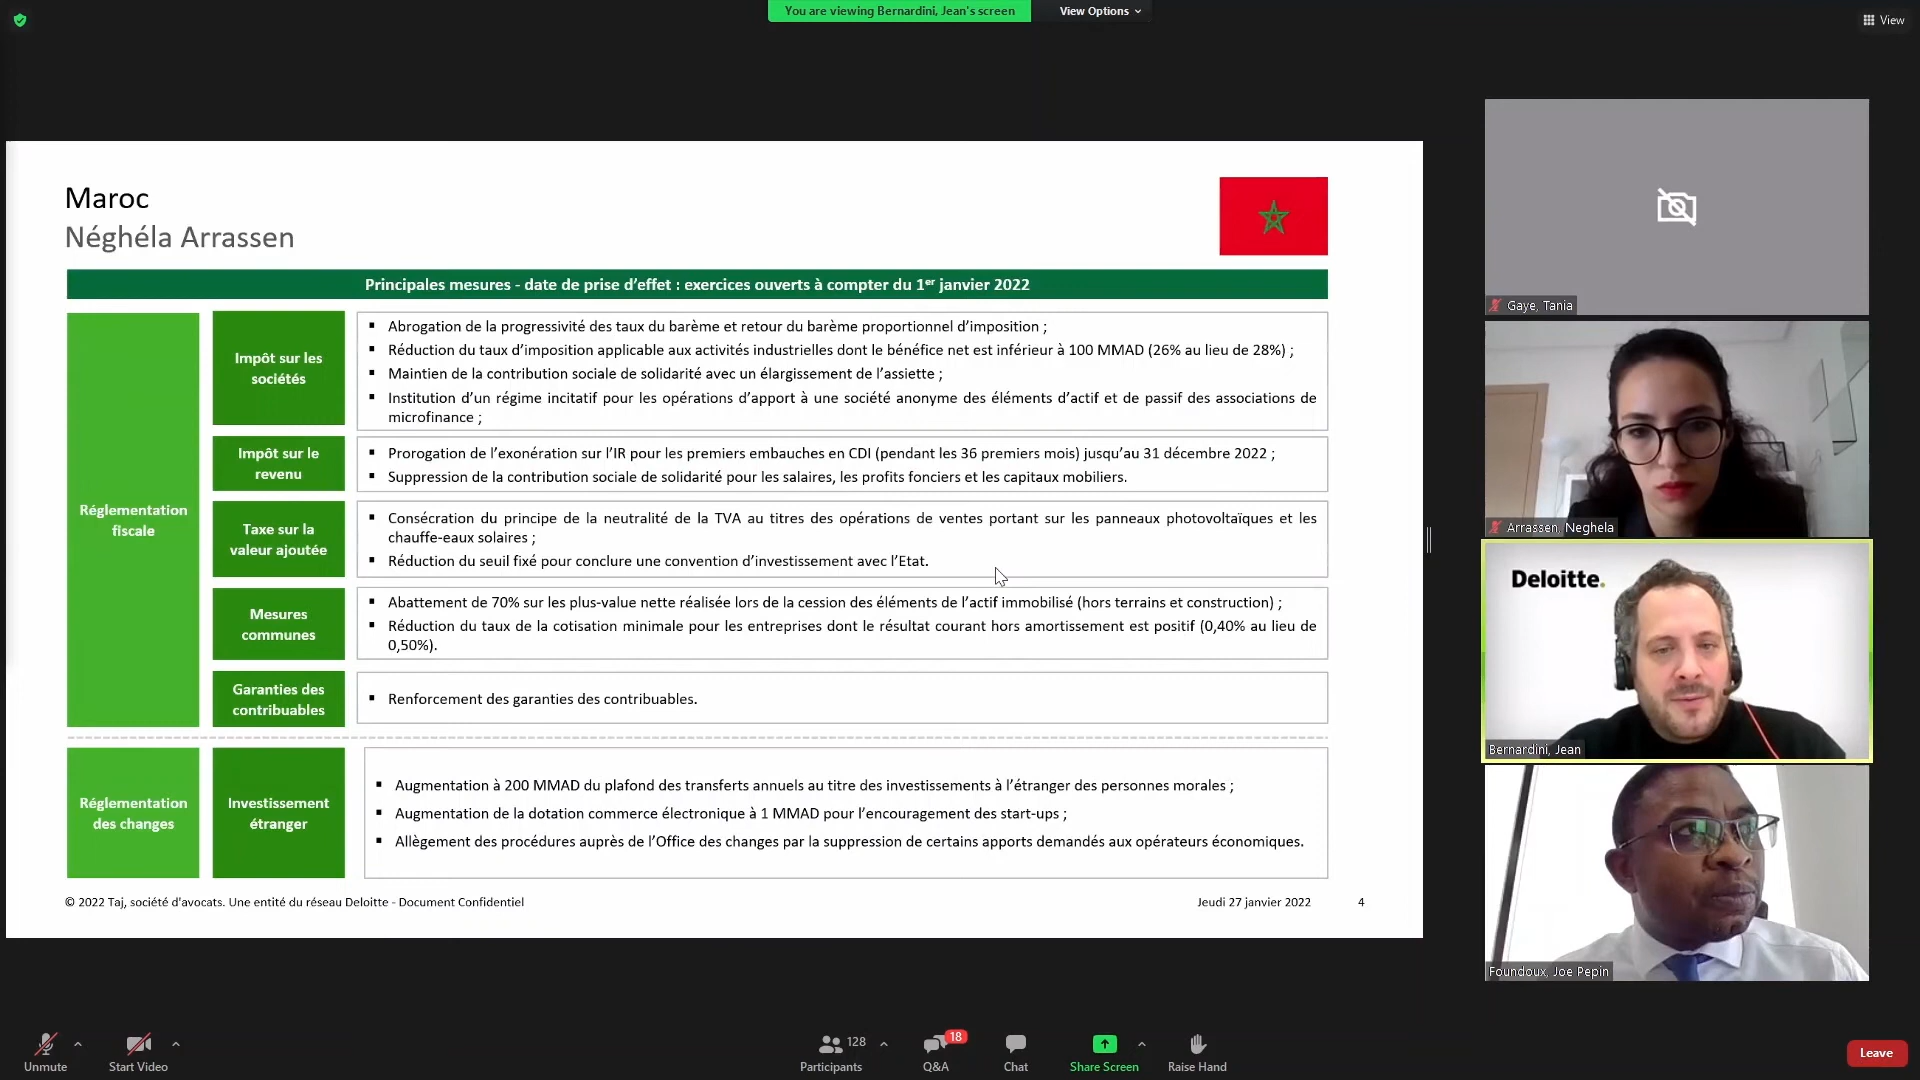 You are viewing Bernardini, Jean's screen
View Options
View
Maroc
Néghéla Arrassen
Principales mesures - date de prise d'effet : exercices ouverts à compter du 1er janvier 2022
Réglementation
fiscale
Impôt sur les
sociétés
▪ Abrogation de la progressivité des taux du barème et retour du barème proportionnel d'imposition ;
▪ Réduction du taux d'imposition applicable aux activités industrielles dont le bénéfice net est inférieur à 100 MMAD (26% au lieu de 28%) ;
▪ Maintien de la contribution sociale de solidarité avec un élargissement de l'assiette ;
▪ Institution d'un régime incitatif pour les opérations d'apport à une société anonyme des éléments d'actif et de passif des associations de
microfinance ;
Impôt sur le
revenu
▪ Prorogation de l'exonération sur l'IR pour les premiers embauches en CDI (pendant les 36 premiers mois) jusqu'au 31 décembre 2022 ;
▪ Suppression de la contribution sociale de solidarité pour les salaires, les profits fonciers et les capitaux mobiliers.
Taxe sur la
valeur ajoutée
▪ Consécration du principe de la neutralité de la TVA au titres des opérations de ventes portant sur les panneaux photovoltaïques et les
chauffe-eaux solaires ;
▪ Réduction du seuil fixé pour conclure une convention d'investissement avec l'Etat.
Mesures
communes
▪ Abattement de 70% sur les plus-value nette réalisée lors de la cession des éléments de l'actif immobilisé (hors terrains et construction) ;
▪ Réduction du taux de la cotisation minimale pour les entreprises dont le résultat courant hors amortissement est positif (0,40% au lieu de
0,50%).
Garanties des
contribuables
▪ Renforcement des garanties des contribuables.
Réglementation
des changes
Investissement
étranger
▪ Augmentation à 200 MMAD du plafond des transferts annuels au titre des investissements à l'étranger des personnes morales ;
▪ Augmentation de la dotation commerce électronique à 1 MMAD pour l'encouragement des start-ups ;
▪ Allègement des procédures auprès de l'Office des changes par la suppression de certains apports demandés aux opérateurs économiques.
© 2022 Taj, société d'avocats. Une entité du réseau Deloitte - Document Confidentiel
Jeudi 27 janvier 2022
4
Gaye, Tania
Arrassen, Neghela
Deloitte.
Bernardini, Jean
Foundoux, Joe Pepin
Unmute
Start Video
128
Participants
18
Q&A
Chat
Share Screen
Raise Hand
Leave